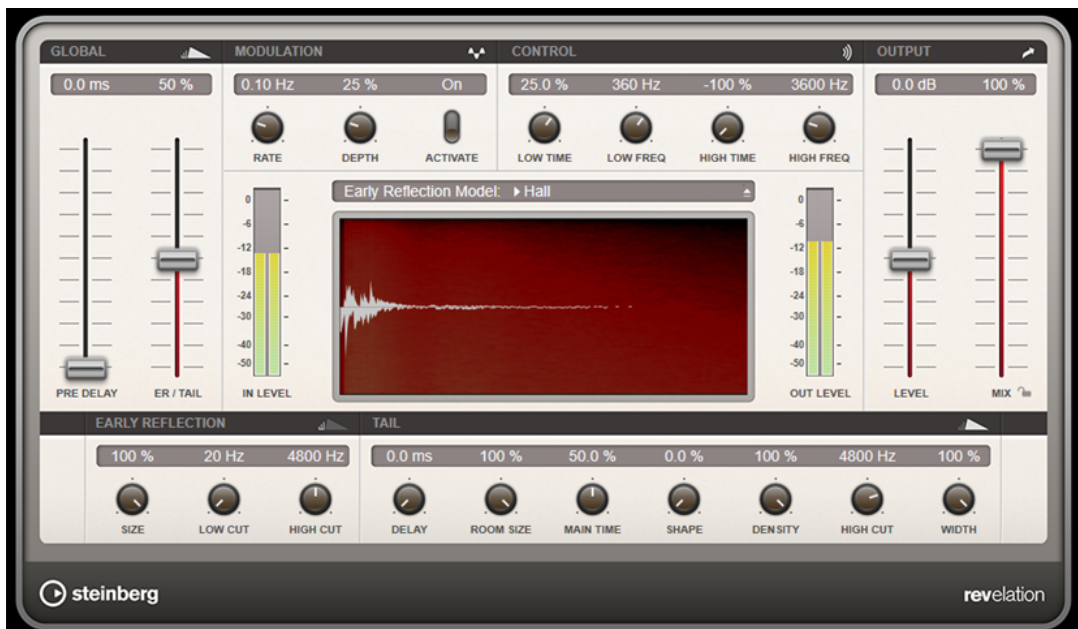 GLOBAL
MODULATION
CONTROL
OUTPUT
0.0 ms 50 %
0.10 Hz 25 % On
25.0 % 360 Hz -100 % 3600 Hz
0.0 dB 100 %
RATE DEPTH ACTIVATE
LOW TIME LOW FREQ HIGH TIME HIGH FREQ
Early Reflection Model: Hall
0
-6
-12
-18
-24
-30
-40
-50
0
-6
-12
-18
-24
-30
-40
-50
PRE DELAY ER / TAIL
IN LEVEL
OUT LEVEL
LEVEL MIX
EARLY REFLECTION
TAIL
100 % 20 Hz 4800 Hz
0.0 ms 100 % 50.0 % 0.0 % 100 % 4800 Hz 100 %
SIZE LOW CUT HIGH CUT
DELAY ROOM SIZE MAIN TIME SHAPE DENSITY HIGH CUT WIDTH
steinberg
revelation